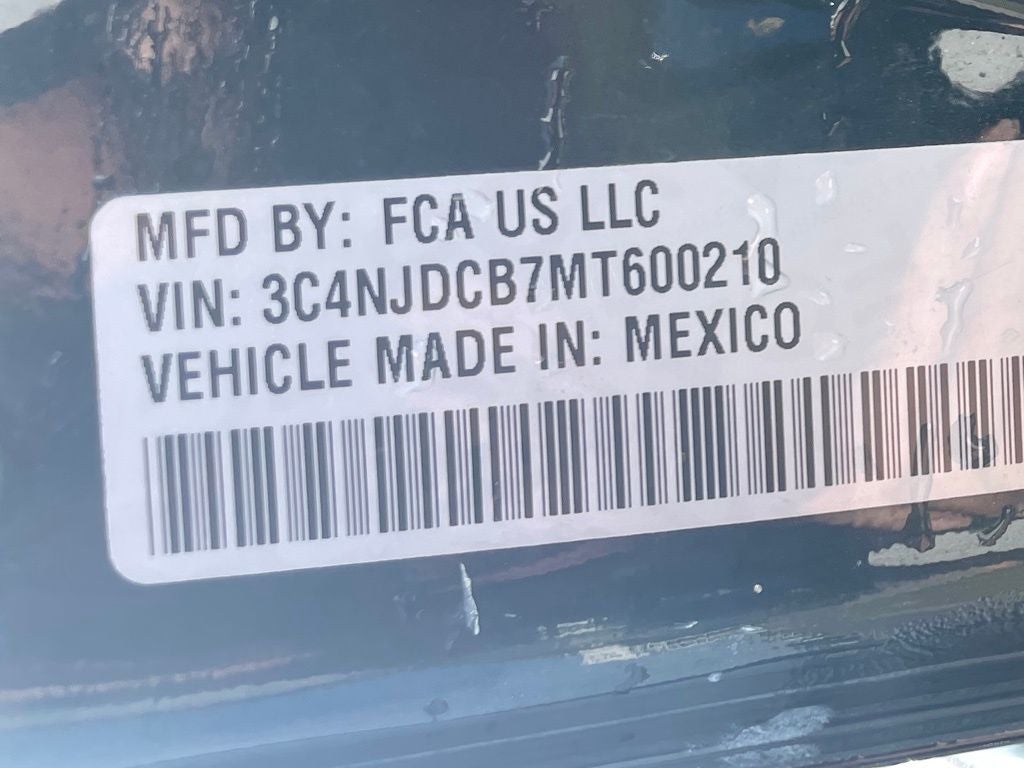 MFD BY: FCA US LLC
VIN: 3C4NJDCB7MT600210
VEHICLE MADE IN: MEXICO